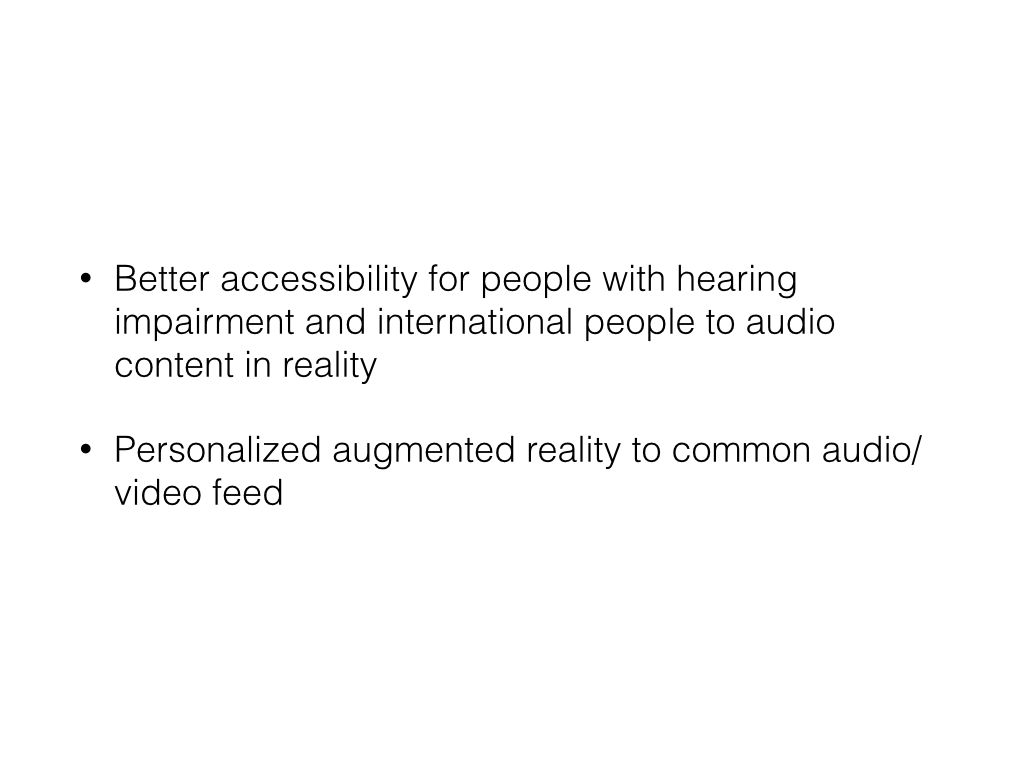 • Better accessibility for people with hearing
impairment and international people to audio
content in reality
• Personalized augmented reality to common audio/
video feed